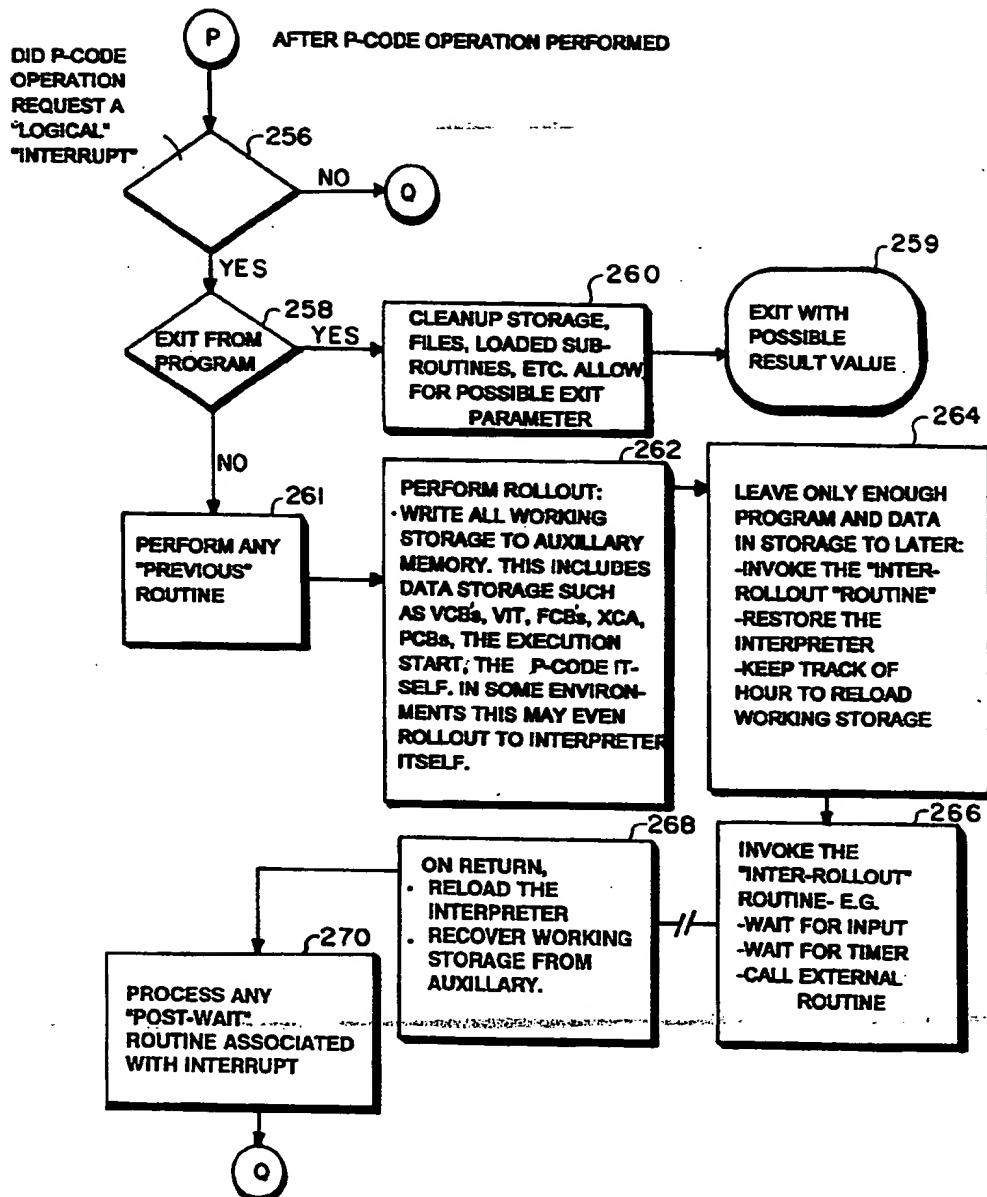 P
AFTER P-CODE OPERATION PERFORMED
DID P-CODE
OPERATION
REQUEST A
"LOGICAL"
"INTERRUPT"
256
NO
Q
YES
258
EXIT FROM
PROGRAM
YES
260
CLEANUP STORAGE,
FILES, LOADED SUB-
ROUTINES, ETC. ALLOW
FOR POSSIBLE EXIT
PARAMETER
259
EXIT WITH
POSSIBLE
RESULT VALUE
NO
261
PERFORM ANY
"PREVIOUS"
ROUTINE
262
PERFORM ROLLOUT:
· WRITE ALL WORKING
STORAGE TO AUXILLARY
MEMORY. THIS INCLUDES
DATA STORAGE SUCH
AS VCB's, VIT, FCB's, XCA,
PCBs, THE EXECUTION
START, THE P-CODE IT-
SELF. IN SOME ENVIRON-
MENTS THIS MAY EVEN
ROLLOUT TO INTERPRETER
ITSELF.
264
LEAVE ONLY ENOUGH
PROGRAM AND DATA
IN STORAGE TO LATER:
-INVOKE THE "INTER-
ROLLOUT "ROUTINE"
-RESTORE THE
INTERPRETER
-KEEP TRACK OF
HOUR TO RELOAD
WORKING STORAGE
266
INVOKE THE
"INTER-ROLLOUT"
ROUTINE- E.G.
-WAIT FOR INPUT
-WAIT FOR TIMER
-CALL EXTERNAL
ROUTINE
268
ON RETURN,
· RELOAD THE
INTERPRETER
· RECOVER WORKING
STORAGE FROM
AUXILLARY.
270
PROCESS ANY
"POST-WAIT"
ROUTINE ASSOCIATED
WITH INTERRUPT
Q